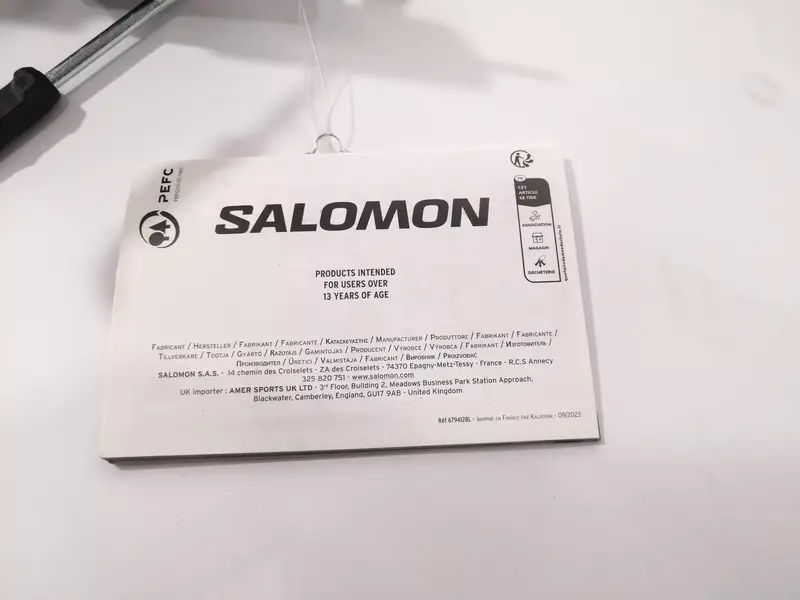 PEFC
SALOMON
PRODUCTS INTENDED
FOR USERS OVER
13 YEARS OF AGE
FR
CET
ARTICLE
SE TRIE
ASSOCIATION
MAGASIN
DÉCHÈTERIE
FABRICANT / HERSTELLER / FABRIKANT / FABRICANTE / ΚΑΤΑΣΚΕΥΑΣΤΗΣ / MANUFACTURER / PRODUTTORE / FABRIKANT / FABRICANTE /
TILLVERKARE / TOOTJA / GYÁRTÓ / RAŽOTĀJS / GAMINTOJAS / PRODUCENT / VÝROBCE / VÝROBCA / FABRIKANT / ИЗГОТОВИТЕЛЬ /
ПРОИЗВОДИТЕЛ / ÜRETICI / VALMISTAJA / FABRICANT / ВИРОБНИК / PROIZVOĐAČ
SALOMON S.A.S. - 14 chemin des Croiselets - ZA des Croiselets - 74370 Epagny-Metz-Tessy - France - R.C.S Annecy
325 820 751 - www.salomon.com
UK importer : AMER SPORTS UK LTD - 3rd Floor, Building 2, Meadows Business Park Station Approach,
Blackwater, Camberley, England, GU17 9AB - United Kingdom
Réf 6794128L - IMPRIMÉ EN FRANCE PAR - 09/2023